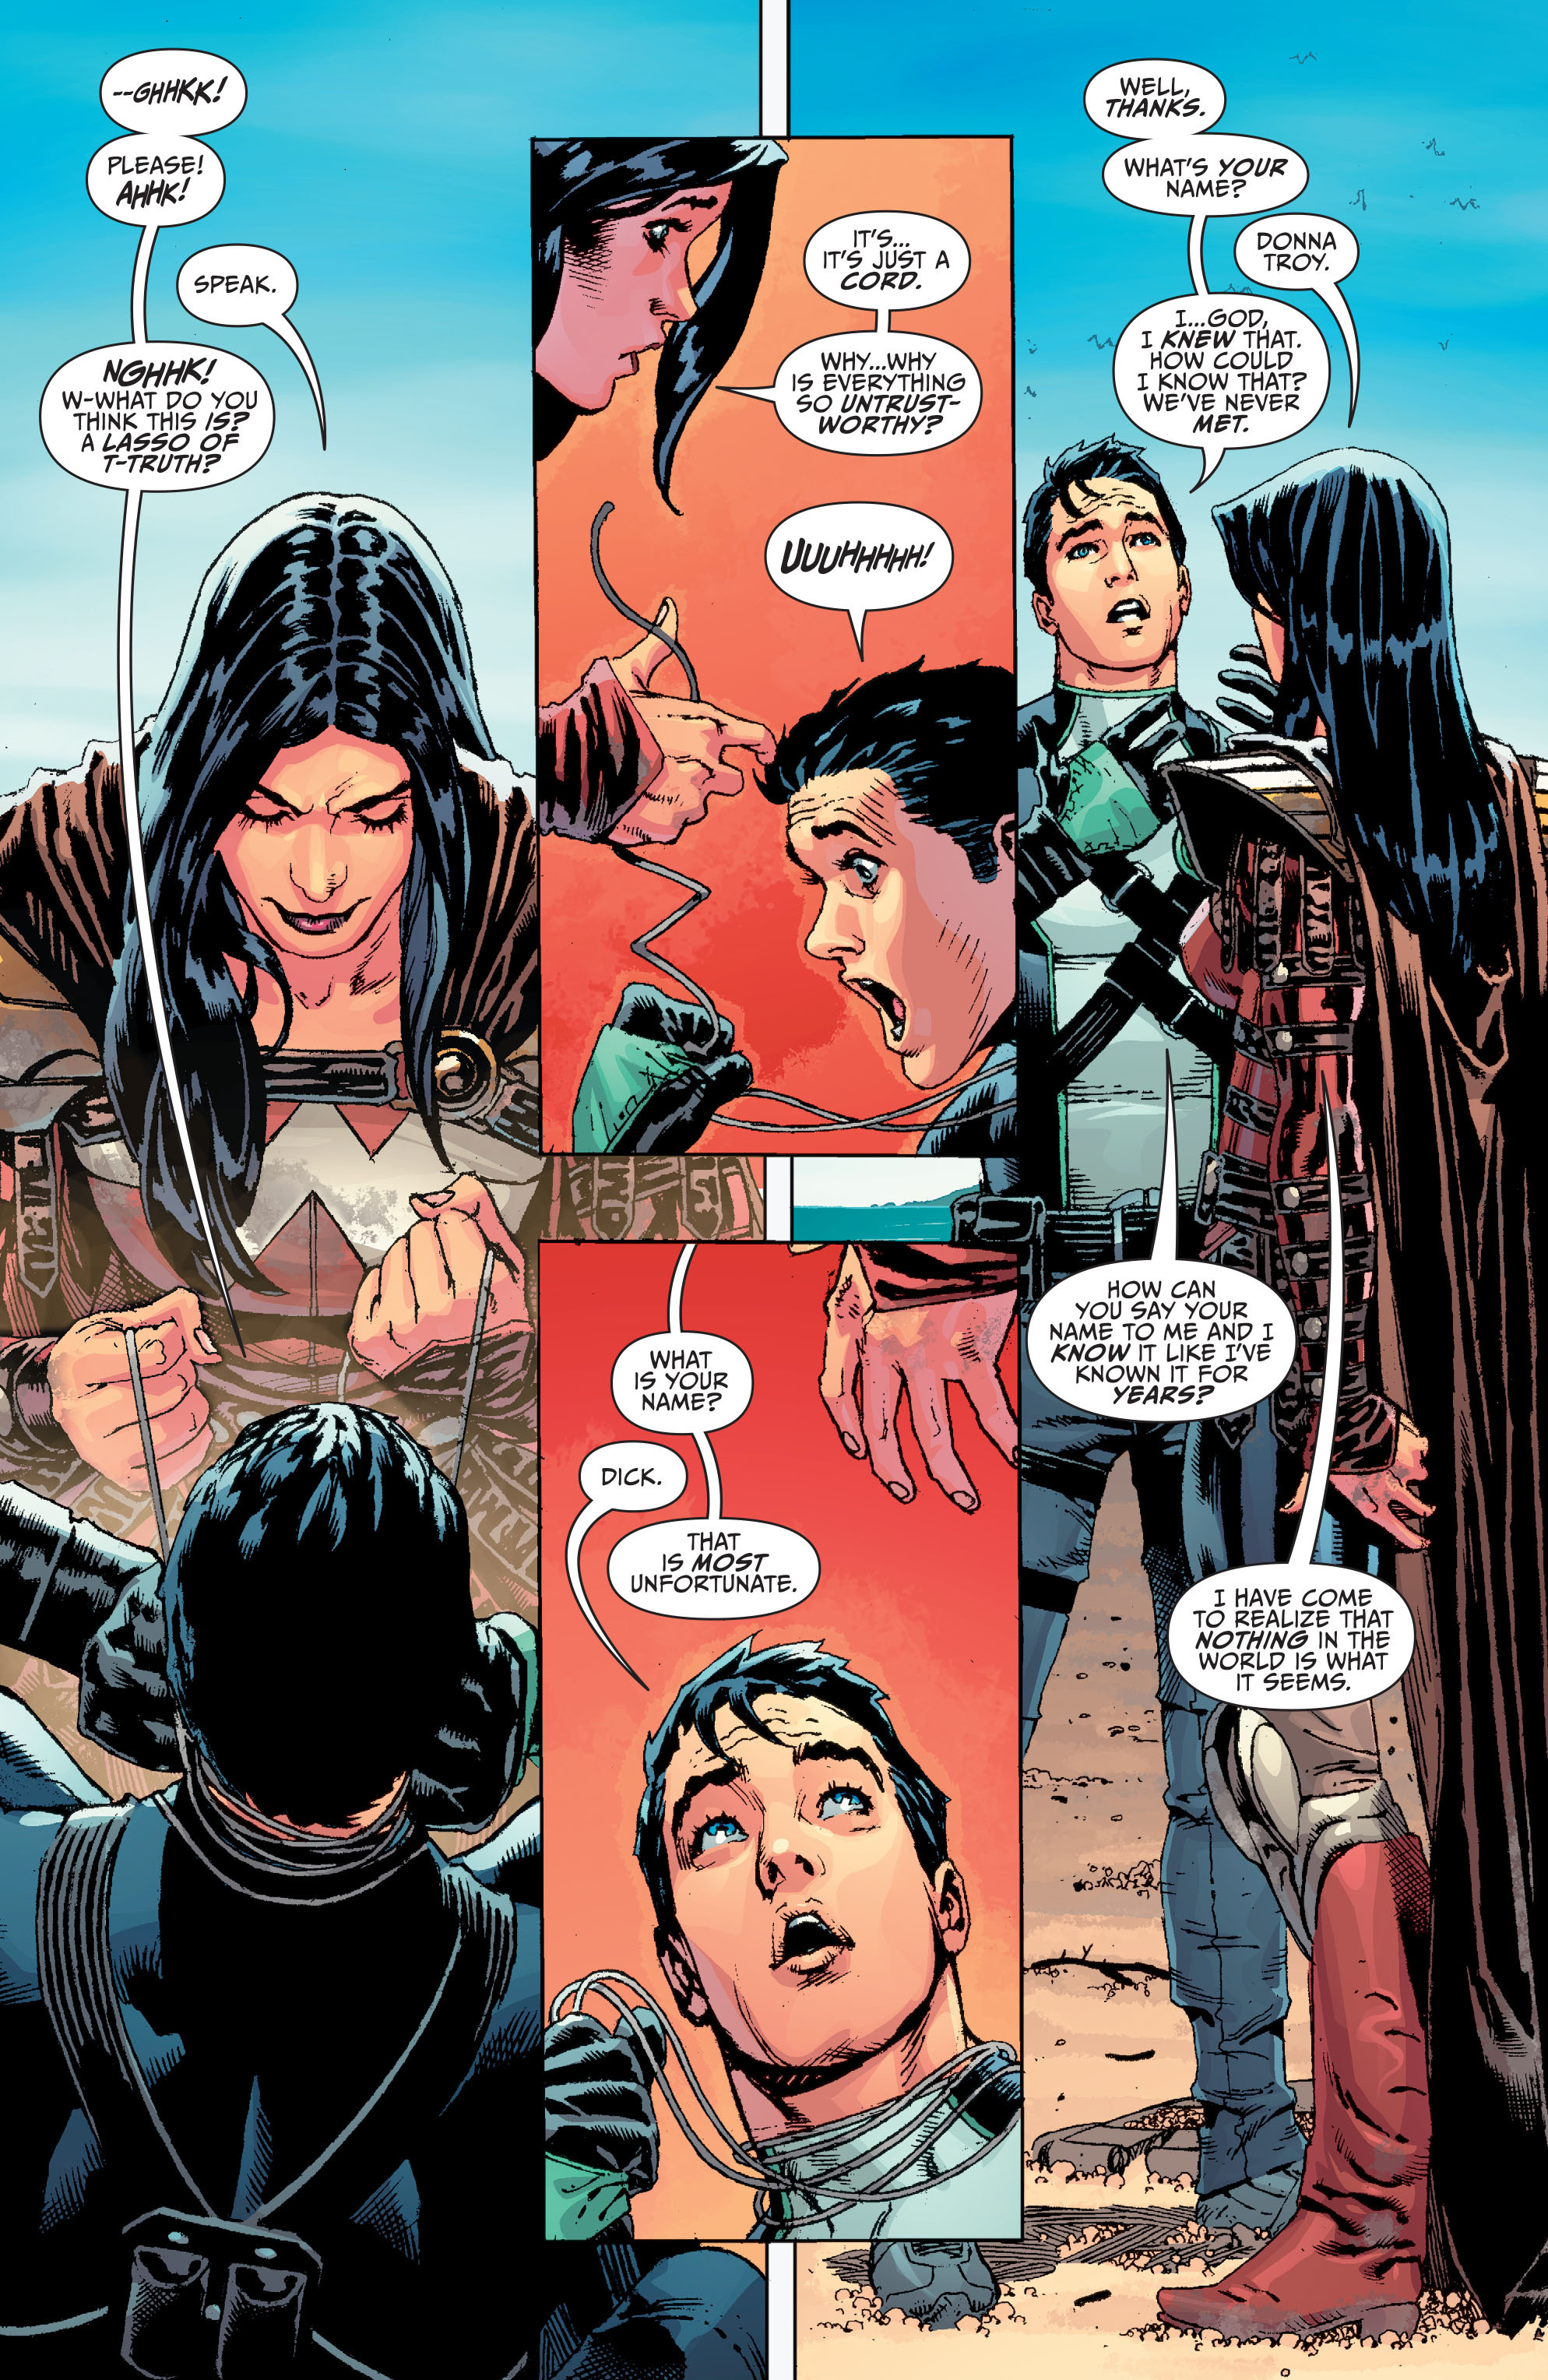 --GHHKK!
PLEASE!
AHHK!
SPEAK.
NGHHK!
W-WHAT DO YOU
THINK THIS IS?
A LASSO OF
T-TRUTH?
IT'S...
IT'S JUST A
CORD.
WHY...WHY
IS EVERYTHING
SO UNTRUST-
WORTHY?
UUUHHHHH!
WHAT
IS YOUR
NAME?
DICK.
THAT
IS MOST
UNFORTUNATE.
WELL,
THANKS.
WHAT'S YOUR
NAME?
DONNA
TROY.
I...GOD,
I KNEW THAT.
HOW COULD
I KNOW THAT?
WE'VE NEVER
MET.
HOW CAN
YOU SAY YOUR
NAME TO ME AND I
KNOW IT LIKE I'VE
KNOWN IT FOR
YEARS?
I HAVE COME
TO REALIZE THAT
NOTHING IN THE
WORLD IS WHAT
IT SEEMS.